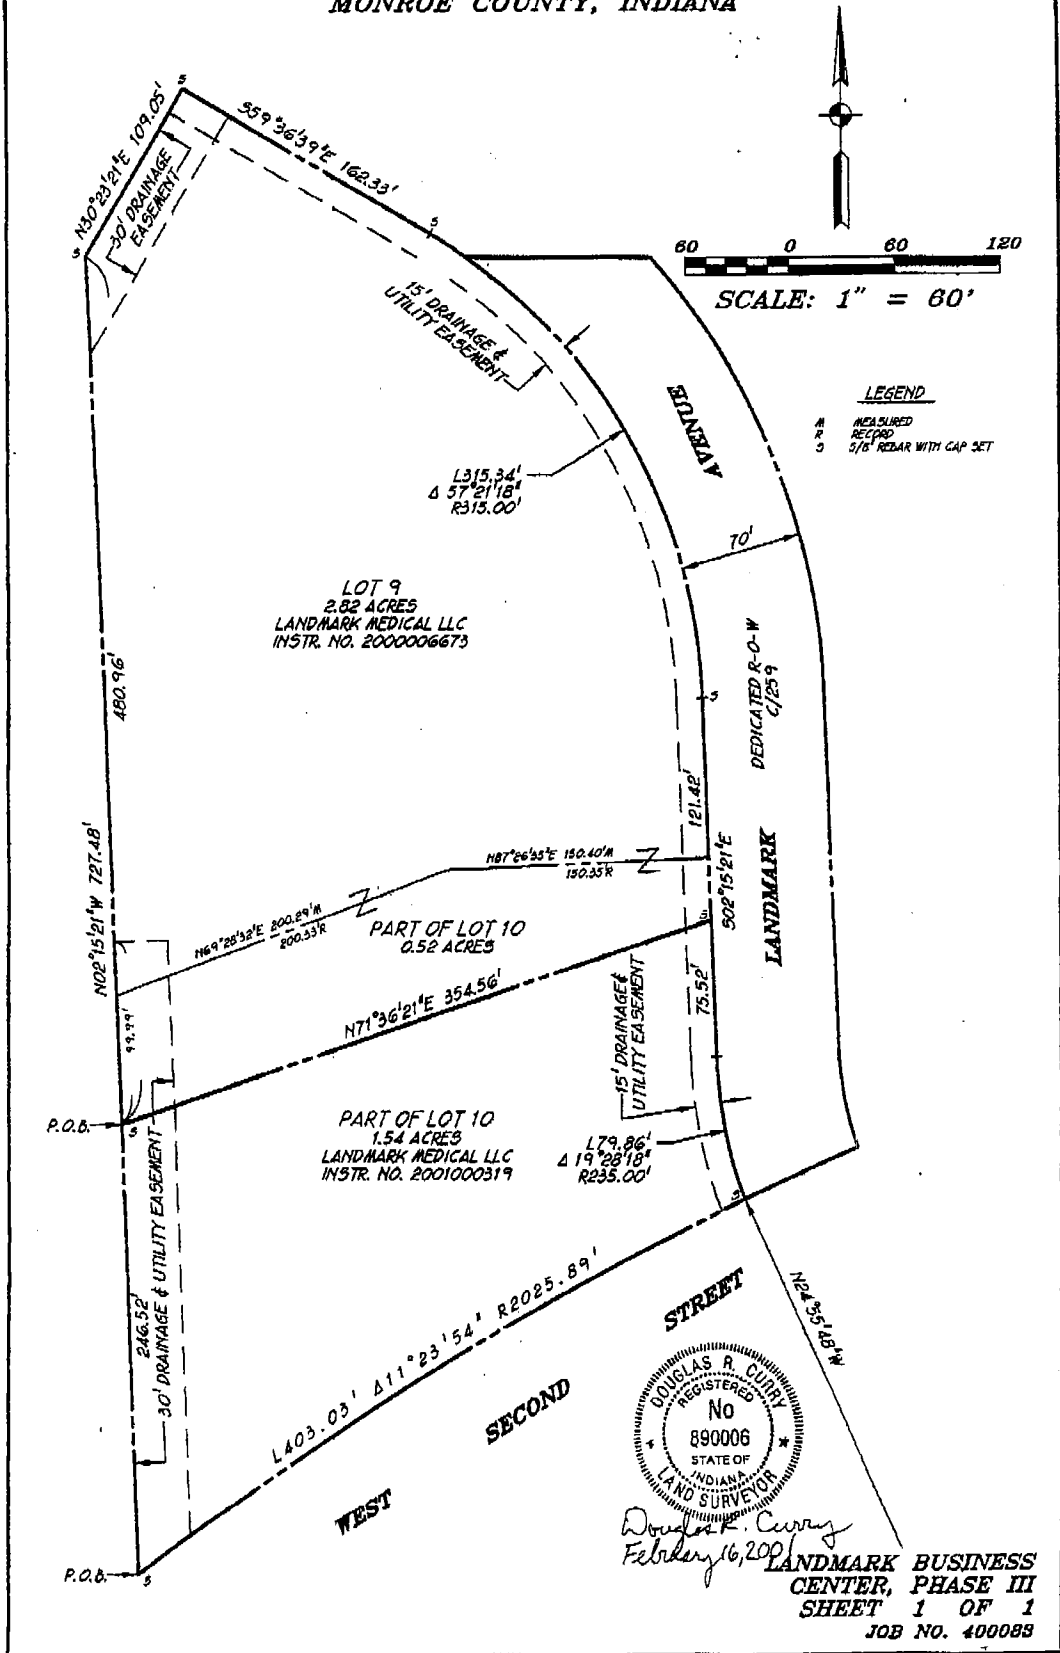 MONROE COUNTY, INDIANA
S
N30°23'21"E 109.05'
S59°36'39"E 162.33'
S
S
30' DRAINAGE
EASEMENT
60 0 60 120
SCALE: 1" = 60'
15' DRAINAGE &
UTILITY EASEMENT
LEGEND
M MEASURED
R RECORD
S 5/8" REBAR WITH CAP SET
AVENUE
L315.34'
Δ 57°21'18"
R315.00'
70'
LOT 9
2.82 ACRES
LANDMARK MEDICAL LLC
INSTR. NO. 2000006673
480.96'
DEDICATED R-O-W
C/259
S
121.42'
N02°15'21"W 727.48'
N87°26'35"E 150.40'M
150.35'R
S02°15'21"E
LANDMARK
N69°28'32"E 200.29'M
200.33'R
PART OF LOT 10
0.52 ACRES
S
99.99'
N71°36'21"E 354.56'
75.52'
15' DRAINAGE &
UTILITY EASEMENT
P.O.B.
S
PART OF LOT 10
1.54 ACRES
LANDMARK MEDICAL LLC
INSTR. NO. 2001000319
L79.86'
Δ 19°28'18"
R235.00'
S
246.52'
30' DRAINAGE & UTILITY EASEMENT
L403.03' Δ11°23'54" R2025.89'
N24°55'48"W
WEST SECOND STREET
DOUGLAS R. CURRY
REGISTERED
No
890006
STATE OF
INDIANA
LAND SURVEYOR
Douglas R. Curry
February 16, 2001
P.O.B.
S
LANDMARK BUSINESS
CENTER, PHASE III
SHEET 1 OF 1
JOB NO. 400083